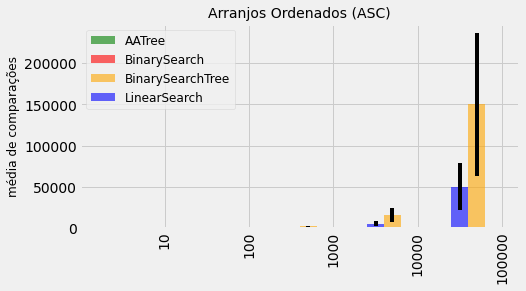 Arranjos Ordenados (ASC)
média de comparações
200000
150000
100000
50000
0
AATree
BinarySearch
BinarySearchTree
LinearSearch
10
100
1000
10000
100000